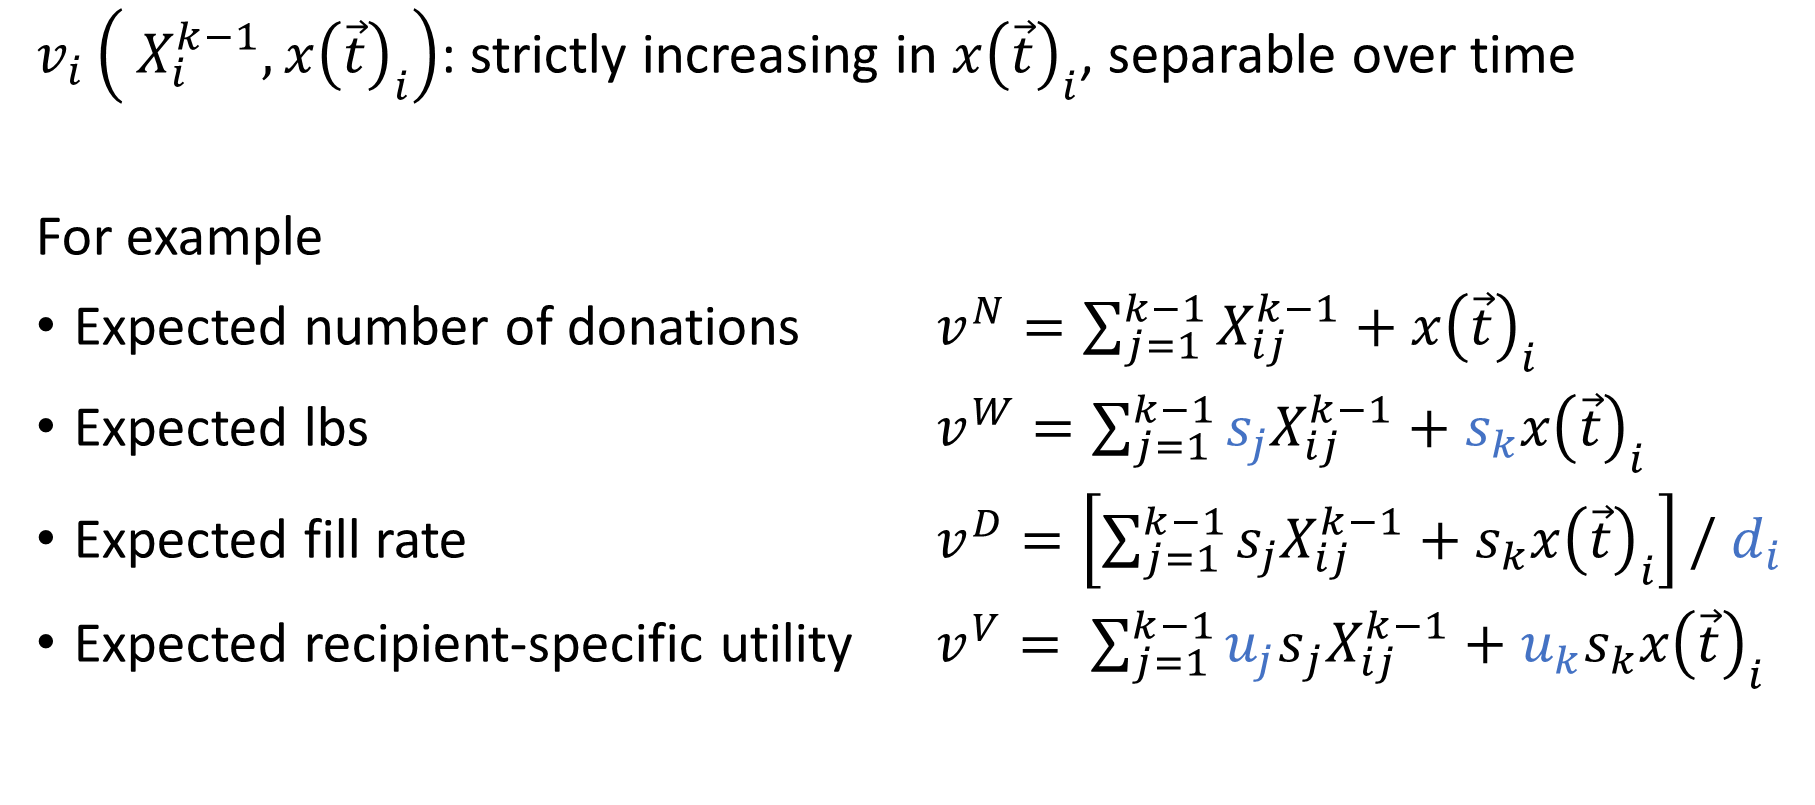 v_i ( X_i^{k−1}, x(t⃗)_i ): strictly increasing in x(t⃗)_i, separable over time
For example
• Expected number of donations v^N = ∑_{j=1}^{k−1} X_{ij}^{k−1} + x(t⃗)_i
• Expected lbs v^W = ∑_{j=1}^{k−1} s_j X_{ij}^{k−1} + s_k x(t⃗)_i
• Expected fill rate v^D = [∑_{j=1}^{k−1} s_j X_{ij}^{k−1} + s_k x(t⃗)_i] / d_i
• Expected recipient-specific utility v^V = ∑_{j=1}^{k−1} u_j s_j X_{ij}^{k−1} + u_k s_k x(t⃗)_i